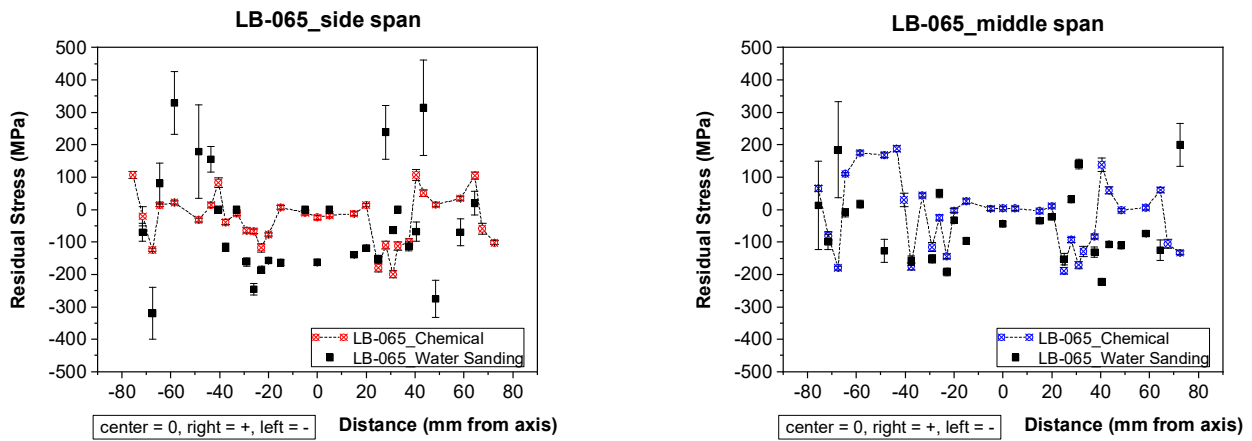 LB-065_side span
500
400
300
200
100
0
-100
-200
-300
-400
-500
Residual Stress (MPa)
-80 -60 -40 -20 0 20 40 60 80
LB-065_Chemical
LB-065_Water Sanding
center = 0, right = +, left = -
Distance (mm from axis)
LB-065_middle span
500
400
300
200
100
0
-100
-200
-300
-400
-500
Residual Stress (MPa)
-80 -60 -40 -20 0 20 40 60 80
LB-065_Chemical
LB-065_Water Sanding
center = 0, right = +, left = -
Distance (mm from axis)